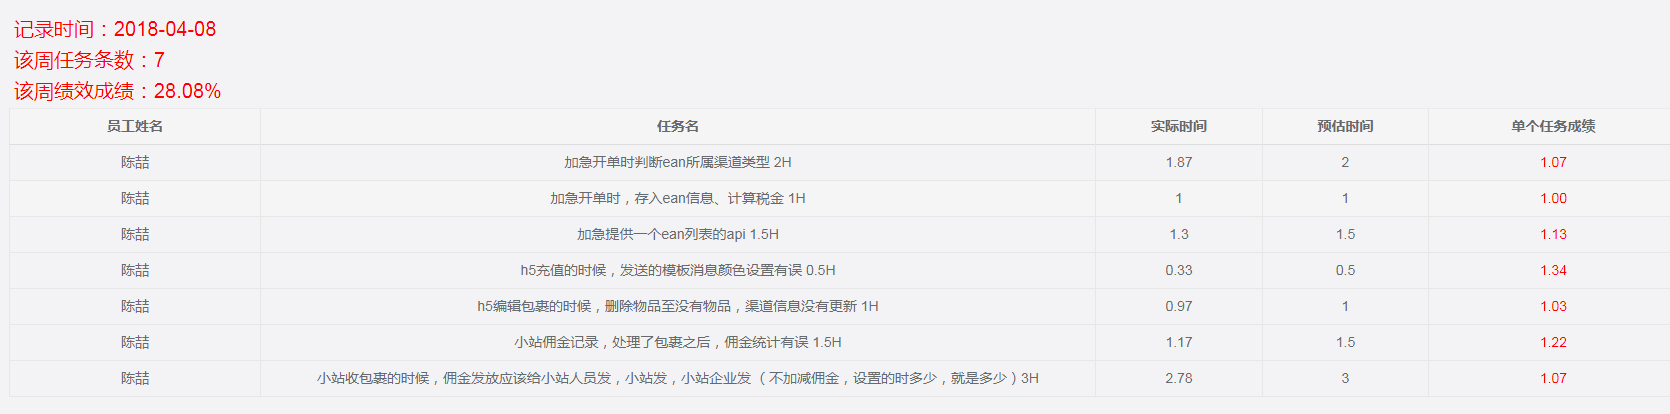 记录时间：2018-04-08
该周任务条数：7
该周绩效成绩：28.08%
员工姓名 任务名 实际时间 预估时间 单个任务成绩
陈喆 加急开单时判断ean所属渠道类型 2H 1.87 2 1.07
陈喆 加急开单时，存入ean信息、计算税金 1H 1 1 1.00
陈喆 加急提供一个ean列表的api 1.5H 1.3 1.5 1.13
陈喆 h5充值的时候，发送的模板消息颜色设置有误 0.5H 0.33 0.5 1.34
陈喆 h5编辑包裹的时候，删除物品至没有物品，渠道信息没有更新 1H 0.97 1 1.03
陈喆 小站佣金记录，处理了包裹之后，佣金统计有误 1.5H 1.17 1.5 1.22
陈喆 小站收包裹的时候，佣金发放应该给小站人员发，小站发，小站企业发（不加减佣金，设置的时多少，就是多少）3H 2.78 3 1.07